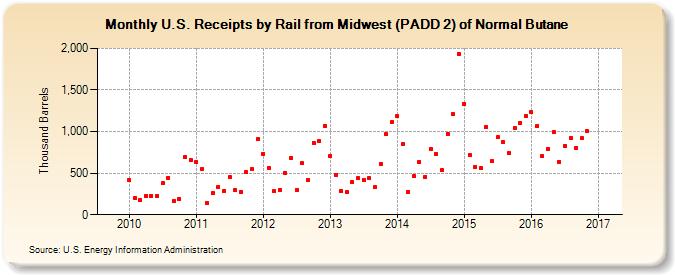 Monthly U.S. Receipts by Rail from Midwest (PADD 2) of Normal Butane
Thousand Barrels
2,000
1,500
1,000
500
0
2010 2011 2012 2013 2014 2015 2016 2017
Source: U.S. Energy Information Administration